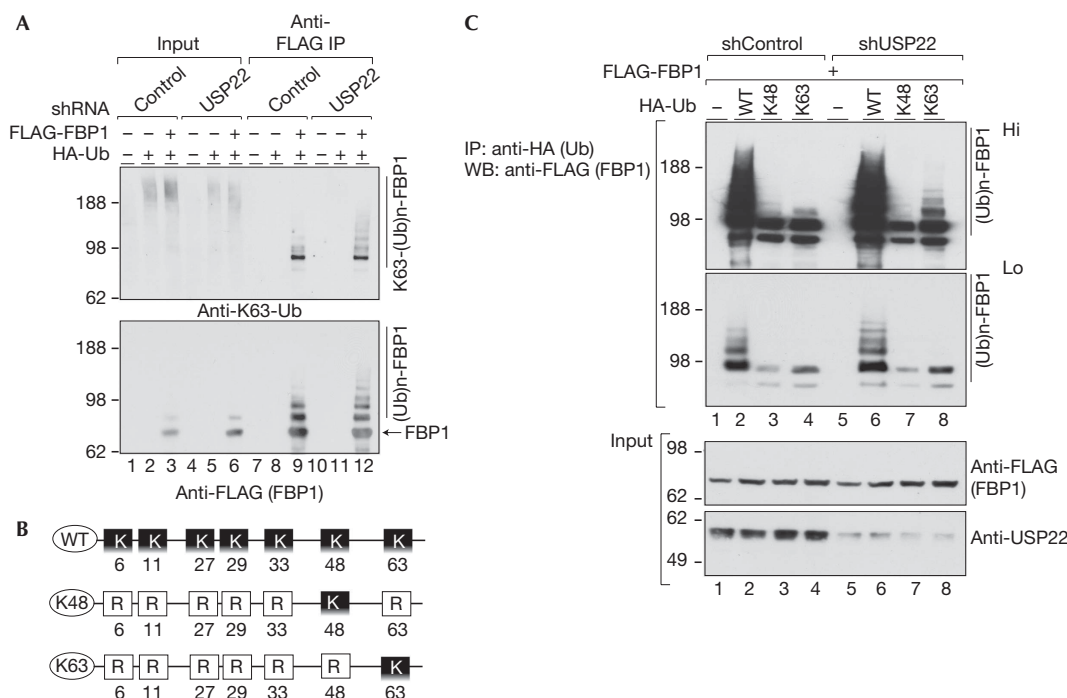 A
Input
Anti-
FLAG IP
shRNA
Control
USP22
Control
USP22
FLAG-FBP1 – – + – – + – – + – – +
HA-Ub – + + – + + – + + – + +
188
98
62
K63-(Ub)n-FBP1
Anti-K63-Ub
188
98
62
(Ub)n-FBP1
FBP1
1 2 3 4 5 6 7 8 9 10 11 12
Anti-FLAG (FBP1)
B
WT K K K K K K K
6 11 27 29 33 48 63
K48 R R R R R K R
6 11 27 29 33 48 63
K63 R R R R R R K
6 11 27 29 33 48 63
C
shControl shUSP22
FLAG-FBP1 +
HA-Ub – WT K48 K63 – WT K48 K63
IP: anti-HA (Ub)
WB: anti-FLAG (FBP1)
188
98
Hi
(Ub)n-FBP1
188
98
Lo
(Ub)n-FBP1
1 2 3 4 5 6 7 8
Input
98
62
Anti-FLAG
(FBP1)
62
49
Anti-USP22
1 2 3 4 5 6 7 8